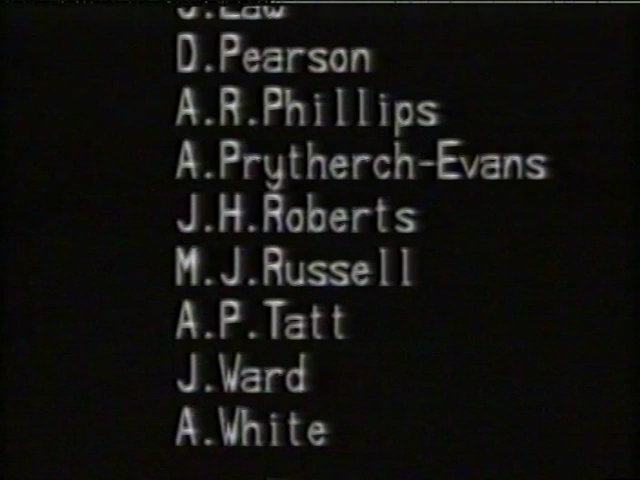 D.Pearson
A.R.Phillips
A.Prytherch-Evans
J.H.Roberts
M.J.Russell
A.P.Tatt
J.Ward
A.White